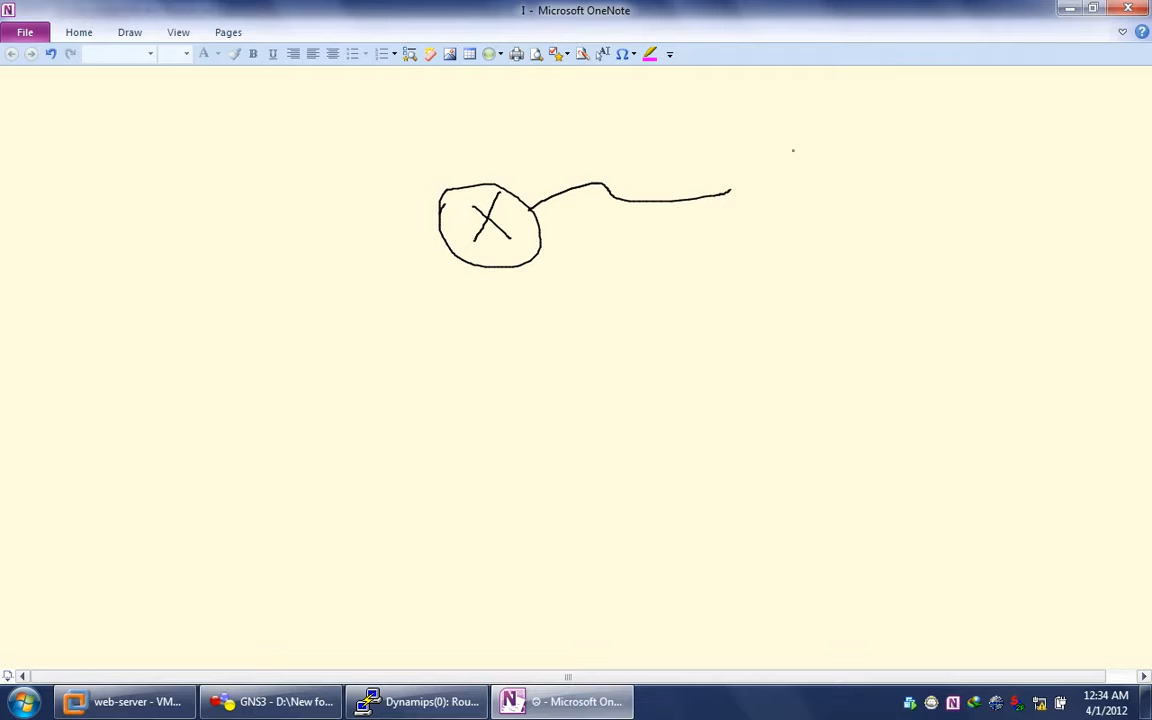 I - Microsoft OneNote
File Home Draw View Pages
X
web-server - VM... GNS3 - D:\New fo... Dynamips(0): Rou... - Microsoft On... 12:34 AM
4/1/2012